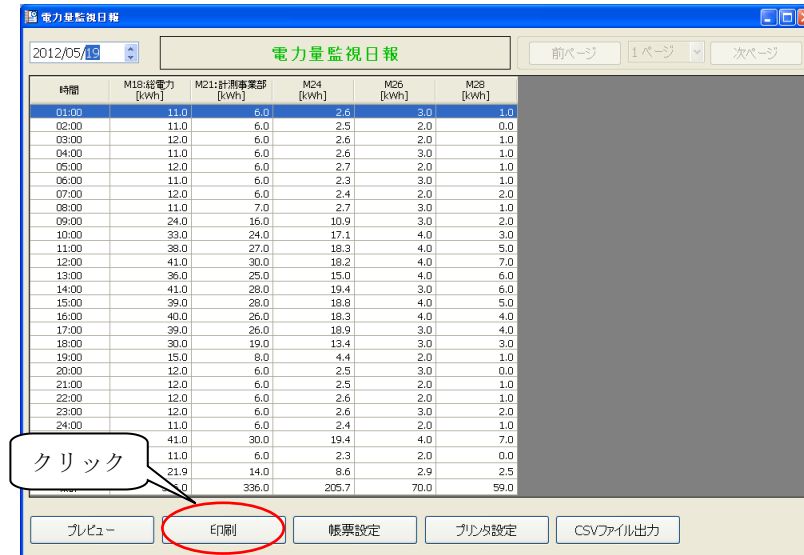 電力量監視日報
2012/05/19 電力量監視日報 前ページ 1ページ 次ページ
時間 M18:総電力 [kWh] M21:計測事業部 [kWh] M24 [kWh] M26 [kWh] M28 [kWh]
01:00 11.0 6.0 2.6 3.0 1.0
02:00 11.0 6.0 2.5 2.0 0.0
03:00 12.0 6.0 2.6 2.0 1.0
04:00 11.0 6.0 2.6 3.0 1.0
05:00 12.0 6.0 2.7 2.0 1.0
06:00 11.0 6.0 2.3 3.0 1.0
07:00 12.0 6.0 2.4 2.0 2.0
08:00 11.0 7.0 2.7 3.0 1.0
09:00 24.0 16.0 10.9 3.0 2.0
10:00 33.0 24.0 17.1 4.0 3.0
11:00 38.0 27.0 18.3 4.0 5.0
12:00 41.0 30.0 18.2 4.0 7.0
13:00 36.0 25.0 15.0 4.0 6.0
14:00 41.0 28.0 19.4 3.0 6.0
15:00 39.0 28.0 18.8 4.0 5.0
16:00 40.0 26.0 18.3 4.0 4.0
17:00 39.0 26.0 18.9 3.0 4.0
18:00 30.0 19.0 13.4 3.0 3.0
19:00 15.0 8.0 4.4 2.0 1.0
20:00 12.0 6.0 2.5 3.0 0.0
21:00 12.0 6.0 2.5 2.0 1.0
22:00 12.0 6.0 2.6 2.0 1.0
23:00 12.0 6.0 2.6 3.0 2.0
24:00 11.0 6.0 2.4 2.0 1.0
41.0 30.0 19.4 4.0 7.0
11.0 6.0 2.3 2.0 0.0
21.9 14.0 8.6 2.9 2.5
336.0 205.7 70.0 59.0
クリック
プレビュー 印刷 帳票設定 プリンタ設定 CSVファイル出力